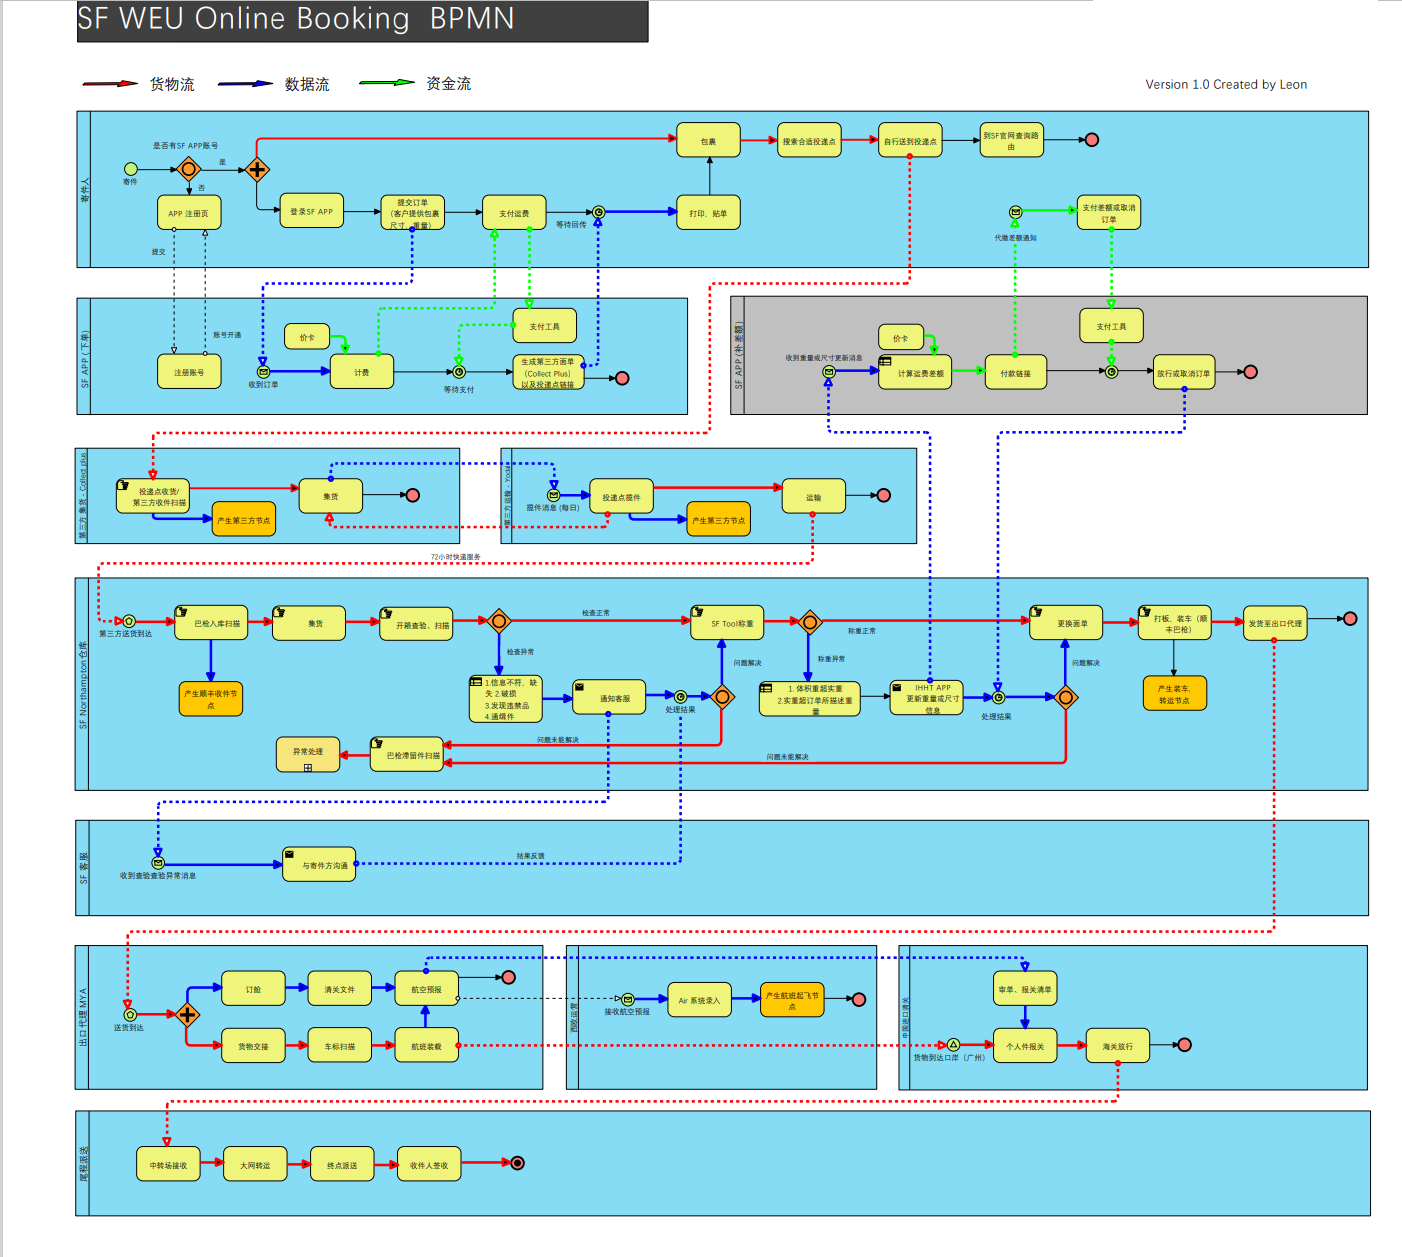 SF WEU Online Booking BPMN
货物流
数据流
资金流
Version 1.0 Created by Leon
寄件人
是否有SF APP账号
寄件
是
否
APP 注册页
提交
登录SF APP
提交订单
(客户提供包裹
尺寸、重量)
支付运费
等待回传
包裹
打印、贴单
搜索合适投递点
自行送到投递点
到SF官网查询路
由
代缴差额通知
支付差额或取消
订单
SF APP (下单)
账号开通
注册账号
收到订单
价卡
计费
等待支付
支付工具
生成第三方面单
(Collect Plus)
以及投递点链接
SF APP (补差额)
收到重量或尺寸更新消息
价卡
计算运费差额
付款链接
支付工具
放行或取消订单
第三方 集货 - Collect plus
投递点收货/
第三方收件扫描
产生第三方节点
集货
第三方运输 - Yodel
揽件消息 (每日)
投递点揽件
产生第三方节点
运输
72小时快递服务
SF Northampton仓库
第三方送货到达
巴枪入库扫描
产生顺丰收件节
点
集货
开箱查验、扫描
检查正常
检查异常
1.信息不符，缺
失 2.破损
3.发现违禁品
4.通缉件
通知客服
处理结果
问题解决
问题未能解决
SF Tool称重
称重正常
称重异常
1. 体积重超实重
2.实重超订单所描述重
量
IHHT APP
更新重量或尺寸
信息
处理结果
问题解决
问题未能解决
更换面单
打板、装车 (顺
丰巴枪)
产生装车,
转运节点
发货至出口代理
异常处理
巴枪滞留件扫描
SF 客服
收到查验查验异常消息
与寄件方沟通
结果反馈
出口代理 MYA
送货到达
订舱
清关文件
航空预报
货物交接
车标扫描
航班装载
西欧运营
接收航空预报
Air 系统录入
产生航班起飞节
点
中国进口清关
货物到达口岸 (广州)
审单、报关清单
个人件报关
海关放行
尾程派送
中转场接收
大网转运
终点派送
收件人签收